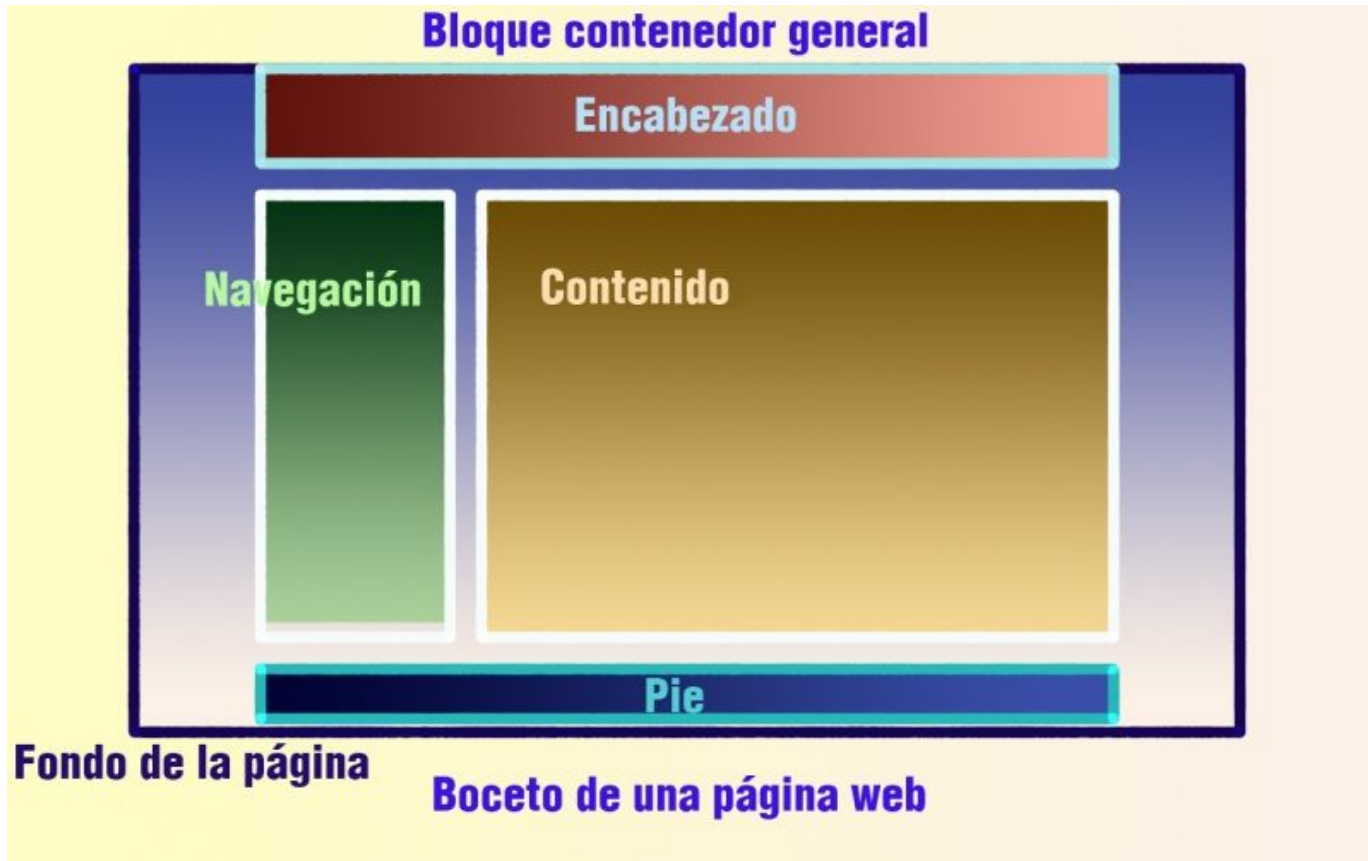 Bloque contenedor general
Encabezado
Navegación
Contenido
Pie
Fondo de la página
Boceto de una página web